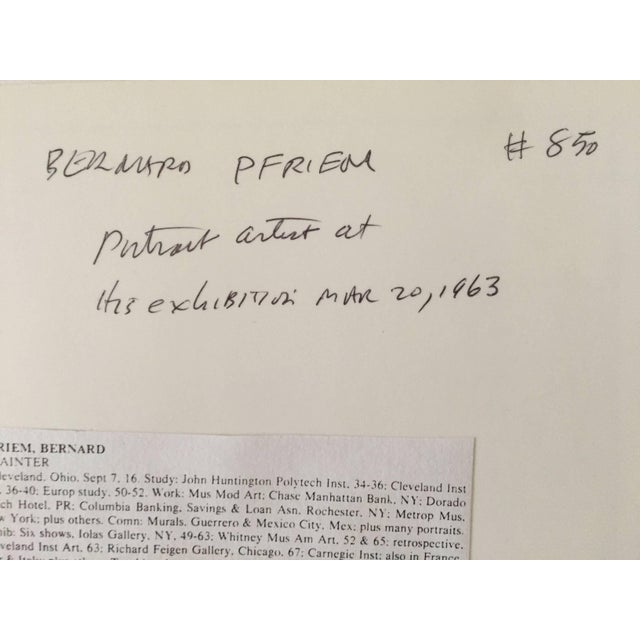 BERNARD PFRIEM # 850
Portrait artist at
His exhibition MAR 20, 1963
RIEM, BERNARD
AINTER
leveland, Ohio, Sept 7, 16. Study: John Huntington Polytech Inst, 34-36; Cleveland Inst
, 36-40; Europ study, 50-52. Work: Mus Mod Art; Chase Manhattan Bank, NY; Dorado
ch Hotel, PR; Columbia Banking, Savings & Loan Asn, Rochester, NY; Metrop Mus,
w York; plus others. Comn: Murals, Guerrero & Mexico City, Mex; plus many portraits.
hib: Six shows, Iolas Gallery, NY, 49-63; Whitney Mus Am Art, 52 & 65; retrospective,
veland Inst Art, 63; Richard Feigen Gallery, Chicago, 67; Carnegie Inst; also in France,